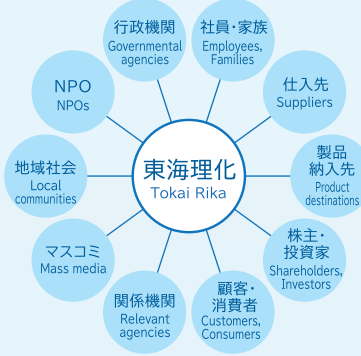 東海理化
Tokai Rika
行政機関
Governmental
agencies
社員・家族
Employees,
Families
仕入先
Suppliers
製品
納入先
Product
destinations
株主・
投資家
Shareholders,
Investors
顧客・
消費者
Customers,
Consumers
関係機関
Relevant
agencies
マスコミ
Mass media
地域社会
Local
communities
NPO
NPOs